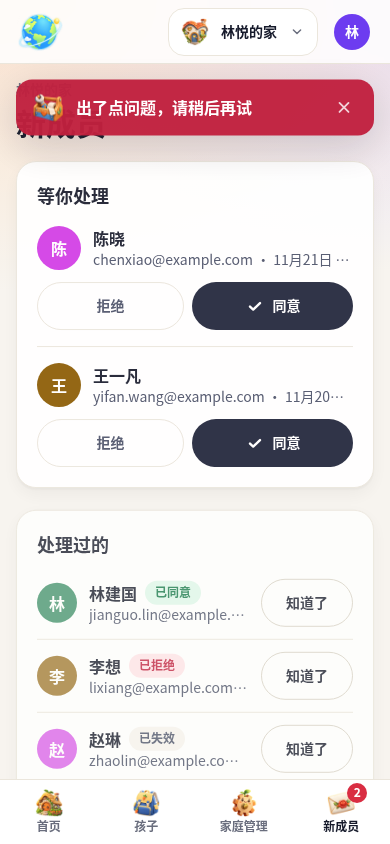 林悦的家
林
出了点问题，请稍后再试
新成员
等你处理
陈
陈晓
chenxiao@example.com · 11月21日 …
拒绝
同意
王
王一凡
yifan.wang@example.com · 11月20…
拒绝
同意
处理过的
林
林建国
已同意
jianguo.lin@example.…
知道了
李
李想
已拒绝
lixiang@example.com…
知道了
赵
赵琳
已失效
zhaolin@example.co…
知道了
2
首页
孩子
家庭管理
新成员